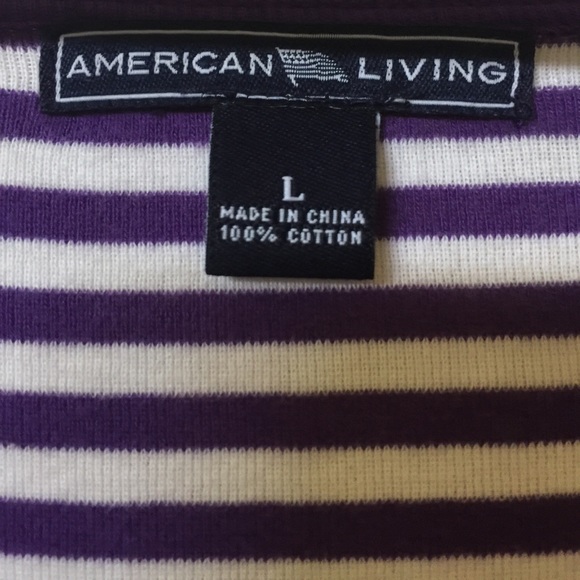 AMERICAN LIVING
L
MADE IN CHINA
100% COTTON